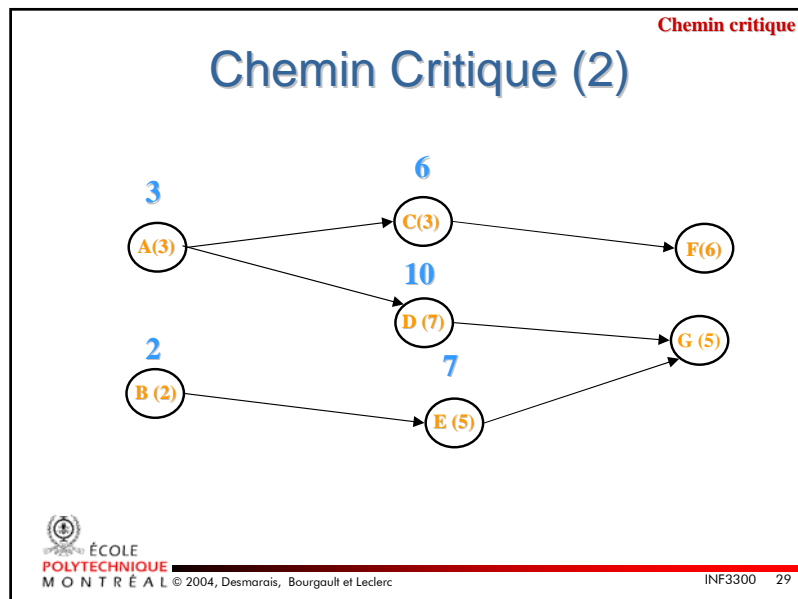 Chemin critique
Chemin Critique (2)
6
3
C(3)
A(3)
F(6)
10
D (7)
G (5)
2
7
B (2)
E (5)
ÉCOLE
POLYTECHNIQUE
MONTRÉAL © 2004, Desmarais, Bourgault et Leclerc
INF3300 29